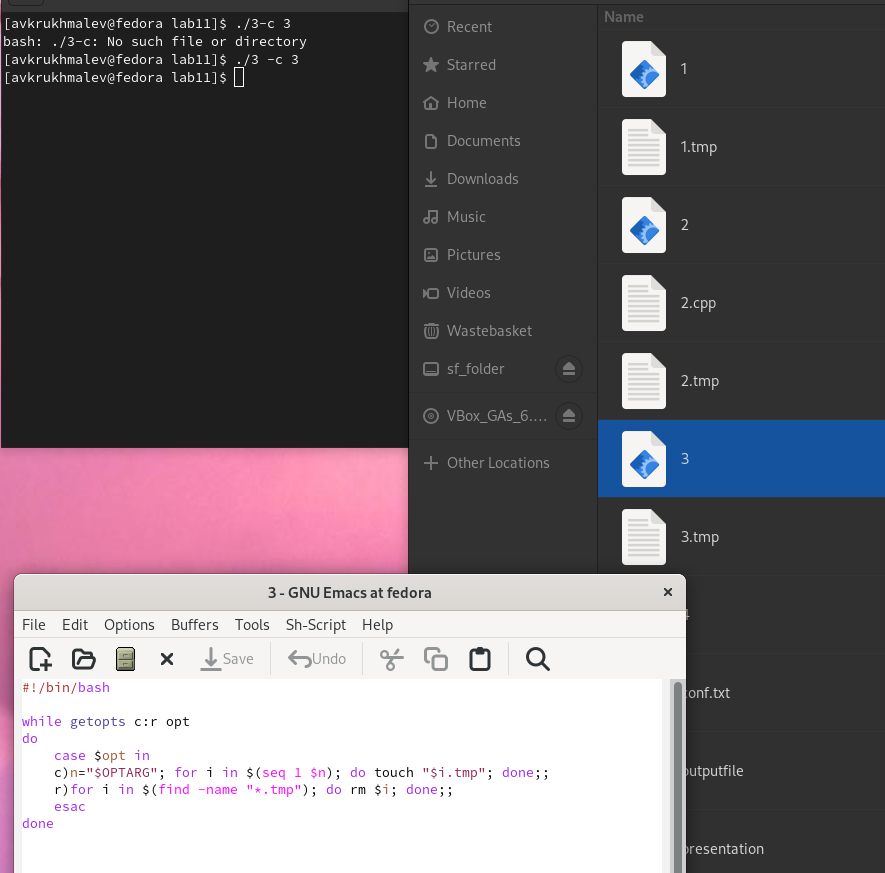 [avkrukhmalev@fedora lab11]$ ./3-c 3
bash: ./3-c: No such file or directory
[avkrukhmalev@fedora lab11]$ ./3 -c 3
[avkrukhmalev@fedora lab11]$
Recent
Starred
Home
Documents
Downloads
Music
Pictures
Videos
Wastebasket
sf_folder
VBox_GAs_6.…
Other Locations
Name
1
1.tmp
2
2.cpp
2.tmp
3
3.tmp
4
conf.txt
outputfile
presentation
3 - GNU Emacs at fedora
File Edit Options Buffers Tools Sh-Script Help
Save Undo
#!/bin/bash
while getopts c:r opt
do
case $opt in
c)n="$OPTARG"; for i in $(seq 1 $n); do touch "$i.tmp"; done;;
r)for i in $(find -name "*.tmp"); do rm $i; done;;
esac
done